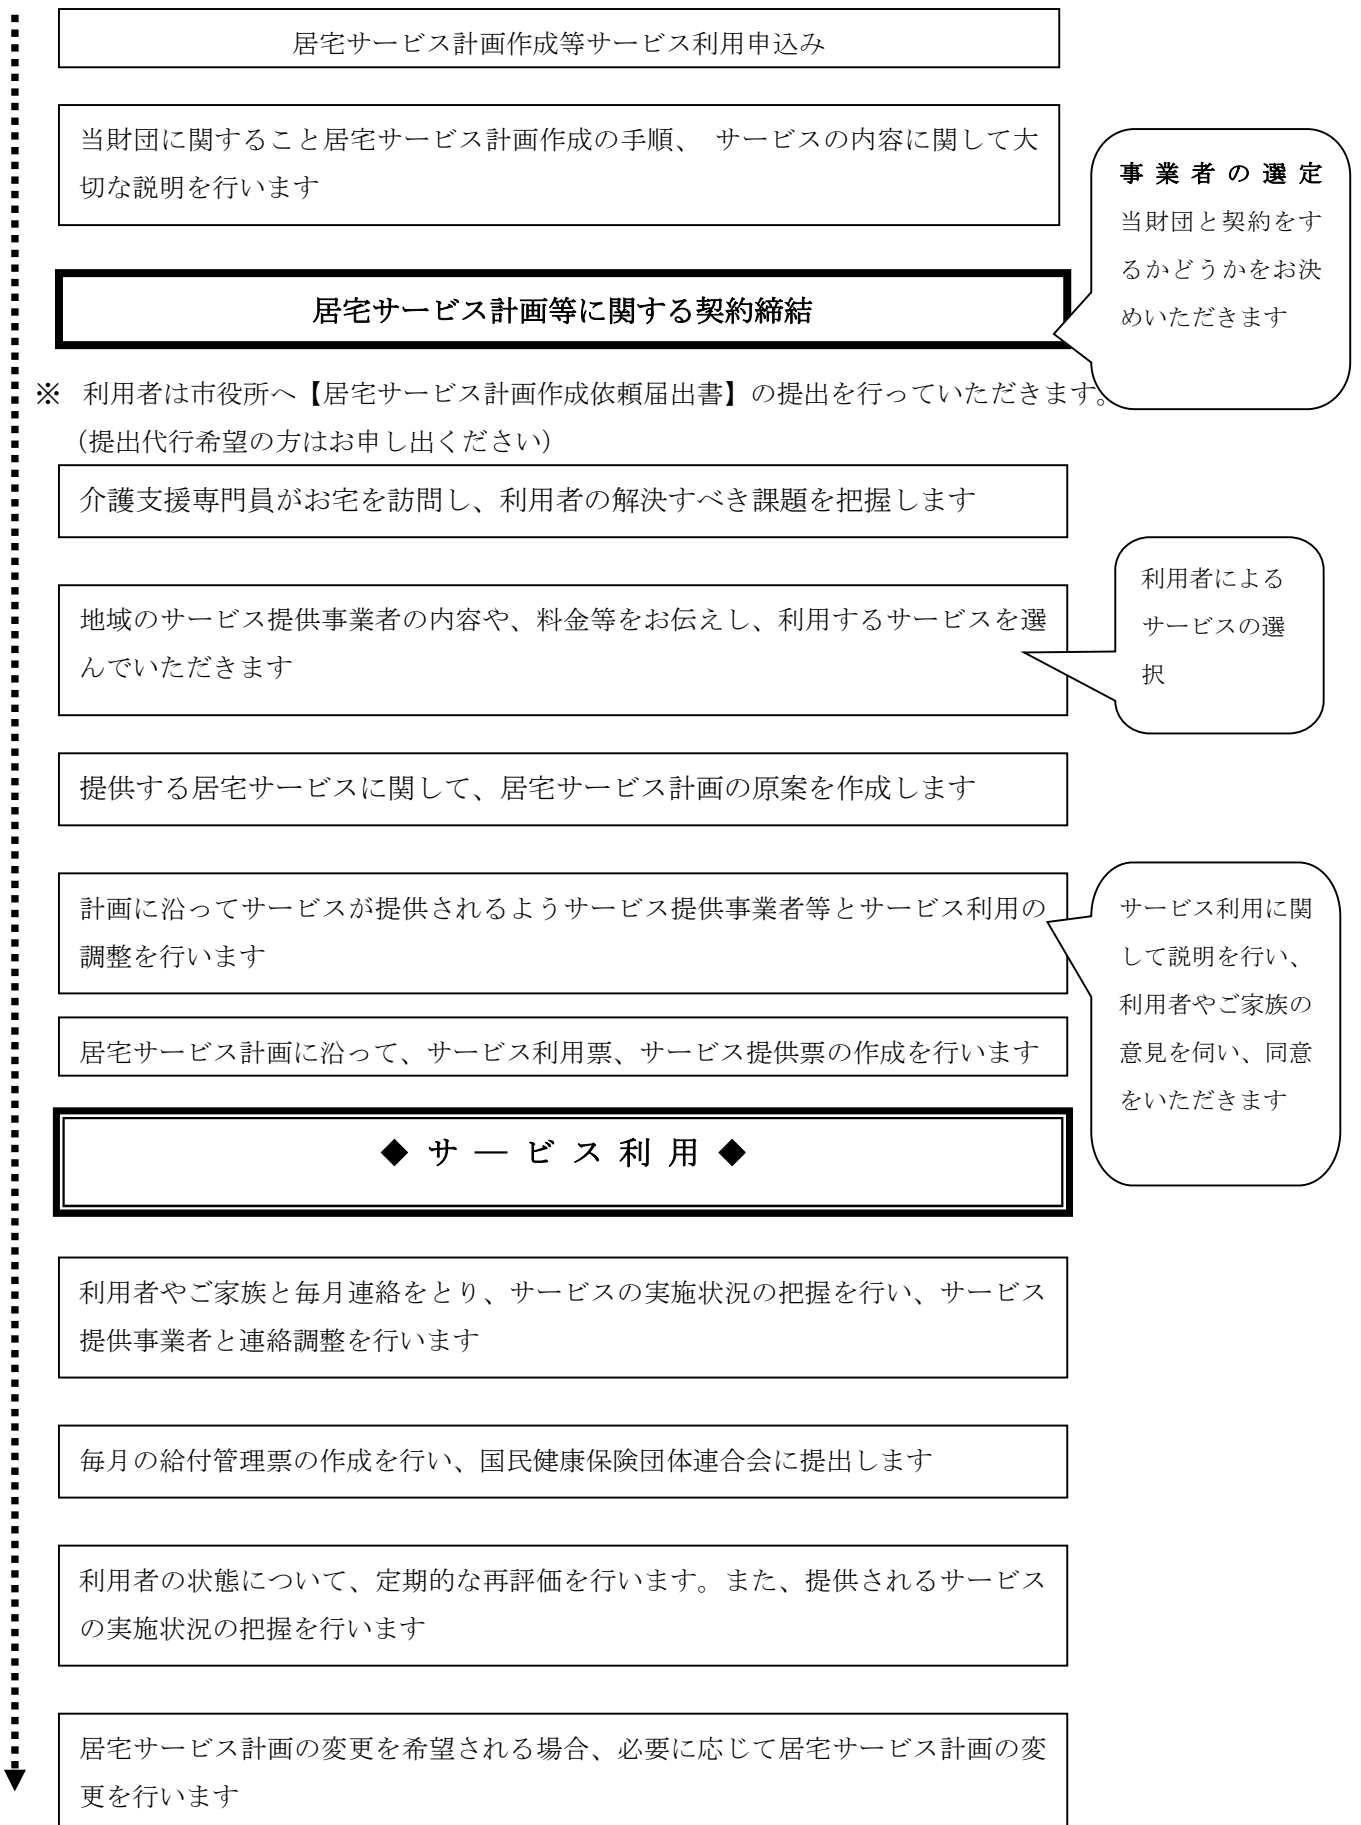 居宅サービス計画作成等サービス利用申込み
当財団に関すること居宅サービス計画作成の手順、 サービスの内容に関して大
切な説明を行います
事業者の選定
当財団と契約をす
るかどうかをお決
めいただきます
居宅サービス計画等に関する契約締結
※ 利用者は市役所へ【居宅サービス計画作成依頼届出書】の提出を行っていただきます。
（提出代行希望の方はお申し出ください）
介護支援専門員がお宅を訪問し、利用者の解決すべき課題を把握します
地域のサービス提供事業者の内容や、料金等をお伝えし、利用するサービスを選
んでいただきます
利用者による
サービスの選
択
提供する居宅サービスに関して、居宅サービス計画の原案を作成します
計画に沿ってサービスが提供されるようサービス提供事業者等とサービス利用の
調整を行います
サービス利用に関
して説明を行い、
利用者やご家族の
意見を伺い、同意
をいただきます
居宅サービス計画に沿って、サービス利用票、サービス提供票の作成を行います
◆ サ ― ビ ス 利 用 ◆
利用者やご家族と毎月連絡をとり、サービスの実施状況の把握を行い、サービス
提供事業者と連絡調整を行います
毎月の給付管理票の作成を行い、国民健康保険団体連合会に提出します
利用者の状態について、定期的な再評価を行います。また、提供されるサービス
の実施状況の把握を行います
居宅サービス計画の変更を希望される場合、必要に応じて居宅サービス計画の変
更を行います